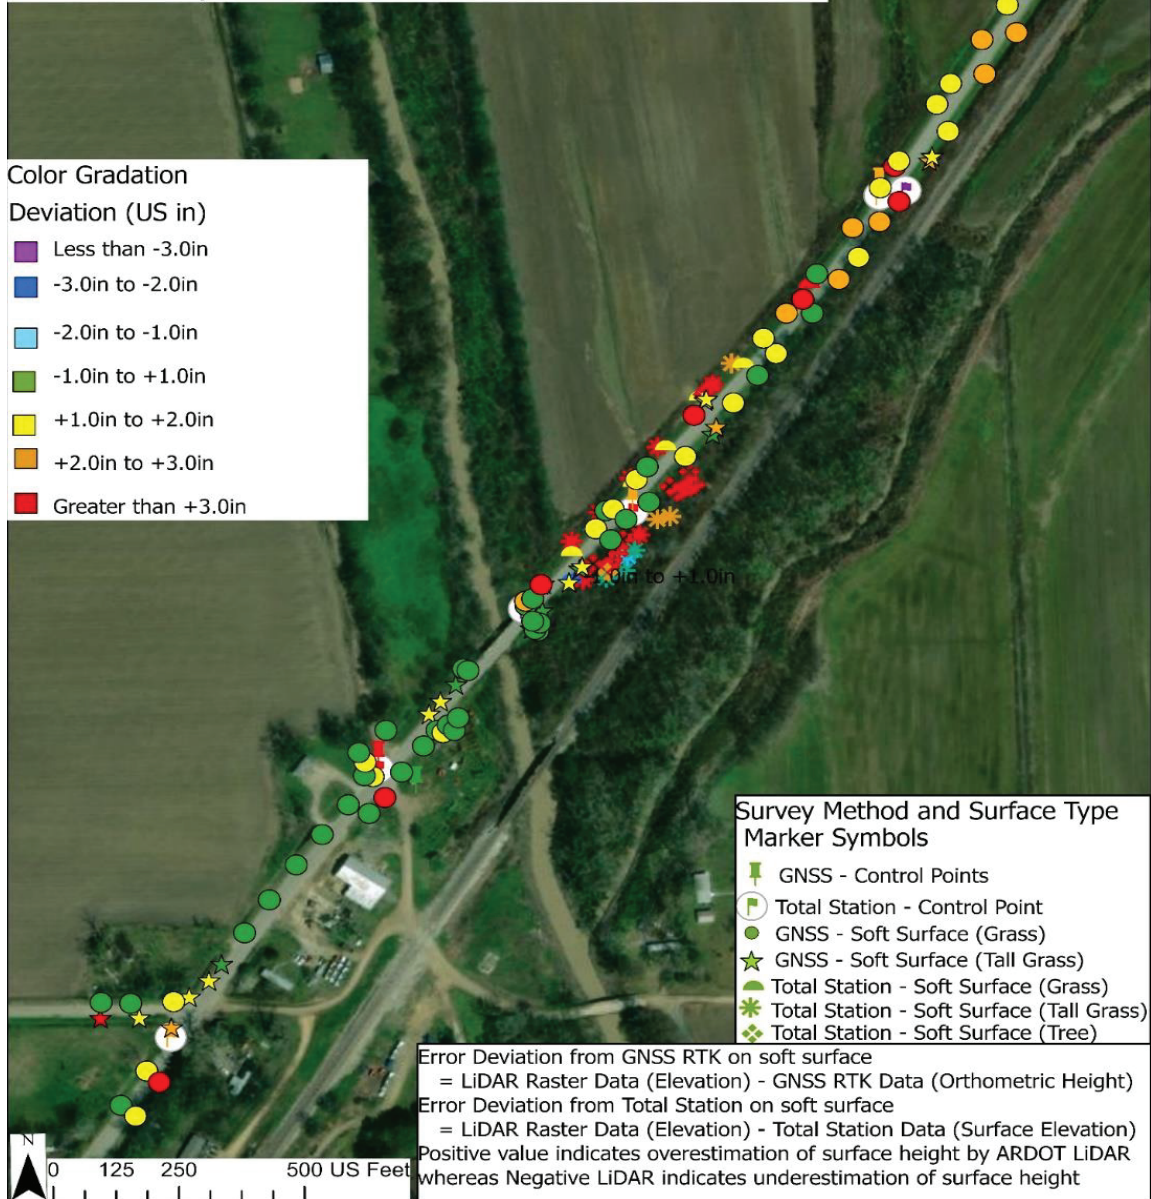 Color Gradation
Deviation (US in)
Less than -3.0in
-3.0in to -2.0in
-2.0in to -1.0in
-1.0in to +1.0in
+1.0in to +2.0in
+2.0in to +3.0in
Greater than +3.0in
.0in to +1.0in
Survey Method and Surface Type
Marker Symbols
GNSS - Control Points
Total Station - Control Point
GNSS - Soft Surface (Grass)
GNSS - Soft Surface (Tall Grass)
Total Station - Soft Surface (Grass)
Total Station - Soft Surface (Tall Grass)
Total Station - Soft Surface (Tree)
Error Deviation from GNSS RTK on soft surface
= LiDAR Raster Data (Elevation) - GNSS RTK Data (Orthometric Height)
Error Deviation from Total Station on soft surface
= LiDAR Raster Data (Elevation) - Total Station Data (Surface Elevation)
Positive value indicates overestimation of surface height by ARDOT LiDAR
whereas Negative LiDAR indicates underestimation of surface height
N
0 125 250 500 US Feet